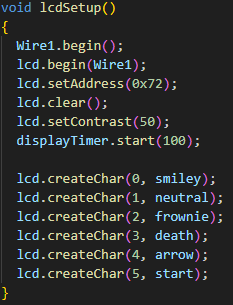 void lcdSetup()
{
  Wire1.begin();
  lcd.begin(Wire1);
  lcd.setAddress(0x72);
  lcd.clear();
  lcd.setContrast(50);
  displayTimer.start(100);

  lcd.createChar(0, smiley);
  lcd.createChar(1, neutral);
  lcd.createChar(2, frownie);
  lcd.createChar(3, death);
  lcd.createChar(4, arrow);
  lcd.createChar(5, start);
}